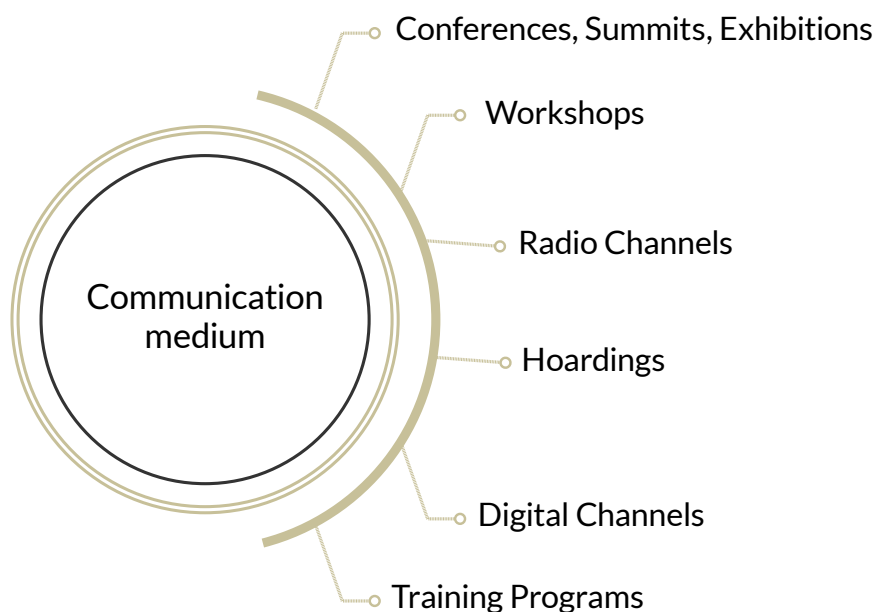 Conferences, Summits, Exhibitions
Workshops
Radio Channels
Communication
medium
Hoardings
Digital Channels
Training Programs